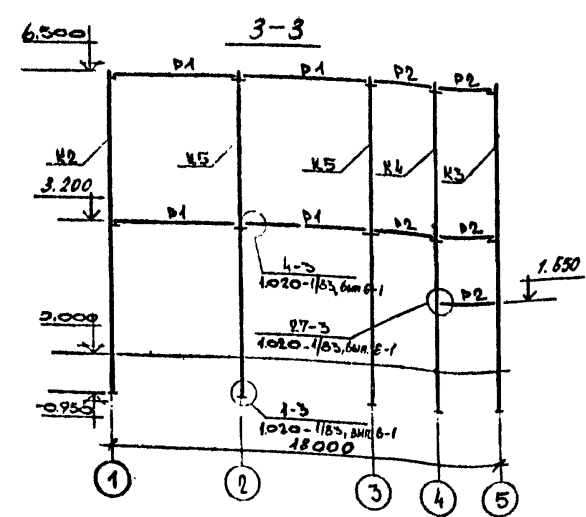 3-3
6.500
Р1 Р1 Р2 Р2
К2 К5 К5 К4 К3
3.200
Р1 Р1 Р2 Р2
4-3
1.020-1/83, вып. 6-1
1.650
Р2
27-3
1.020-1/83, вып. 6-1
0.000
-0.950
1-3
1.020-1/83, вып. 6-1
18000
1 2 3 4 5